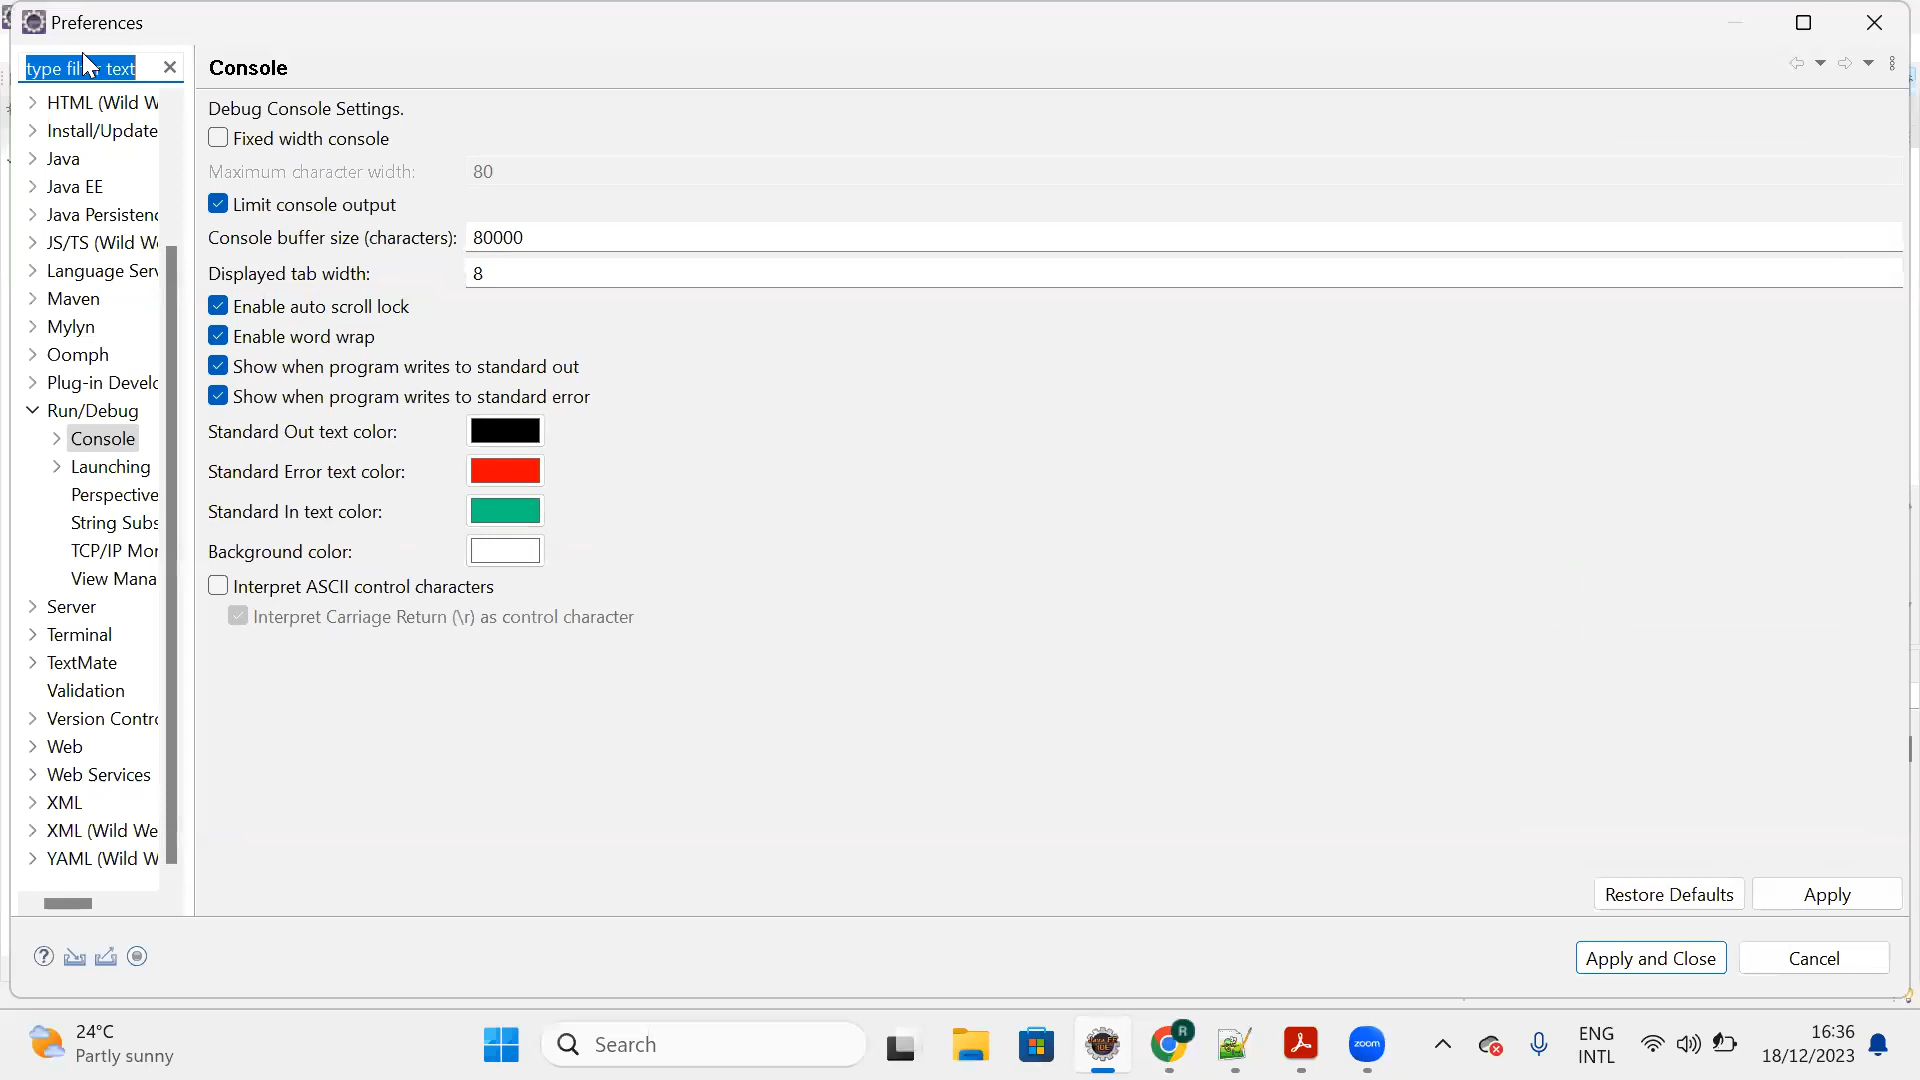 Preferences
type filter text
HTML (Wild W
Install/Update
Java
Java EE
Java Persistenc
JS/TS (Wild We
Language Serv
Maven
Mylyn
Oomph
Plug-in Develo
Run/Debug
Console
Launching
Perspective
String Subs
TCP/IP Mor
View Mana
Server
Terminal
TextMate
Validation
Version Contro
Web
Web Services
XML
XML (Wild We
YAML (Wild W
Console
Debug Console Settings.
Fixed width console
Maximum character width: 80
Limit console output
Console buffer size (characters): 80000
Displayed tab width: 8
Enable auto scroll lock
Enable word wrap
Show when program writes to standard out
Show when program writes to standard error
Standard Out text color:
Standard Error text color:
Standard In text color:
Background color:
Interpret ASCII control characters
Interpret Carriage Return (\r) as control character
Restore Defaults Apply
Apply and Close Cancel
24°C
Partly sunny
Search
Java EE
IDE
R
zoom
ENG
INTL
16:36
18/12/2023